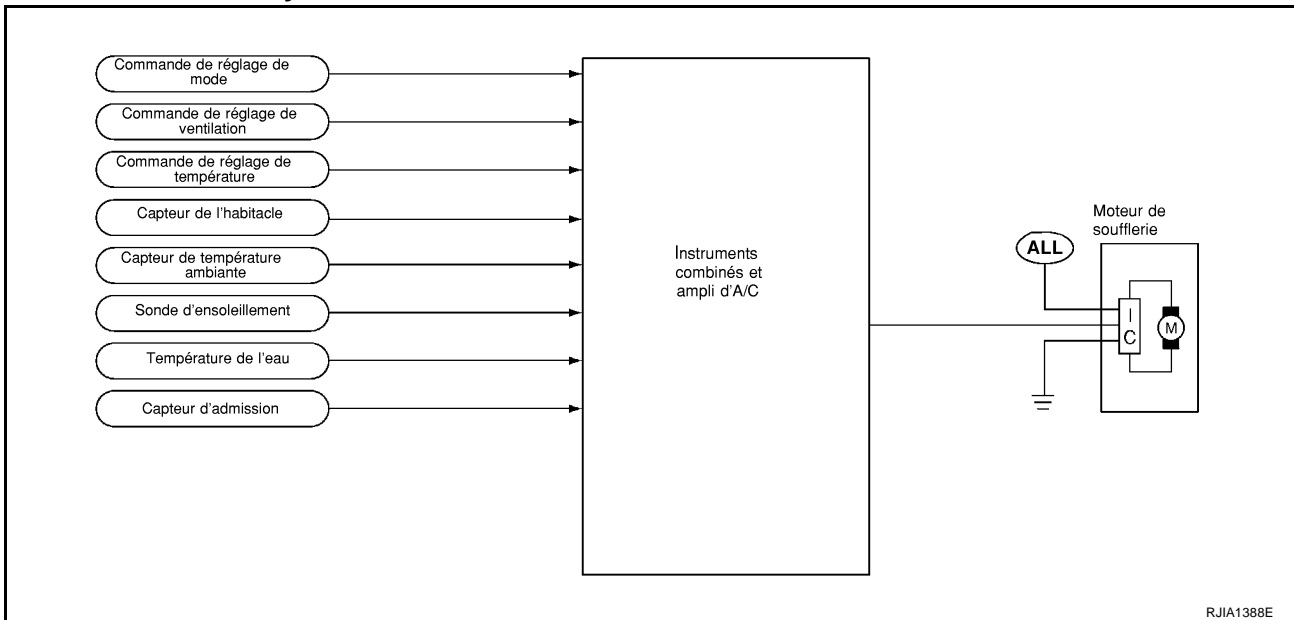 Commande de réglage de
mode
Commande de réglage de
ventilation
Commande de réglage de
température
Capteur de l'habitacle
Capteur de température
ambiante
Sonde d'ensoleillement
Température de l'eau
Capteur d'admission
Instruments
combinés et
ampli d'A/C
ALL
Moteur de
soufflerie
I
C
M
RJIA1388E